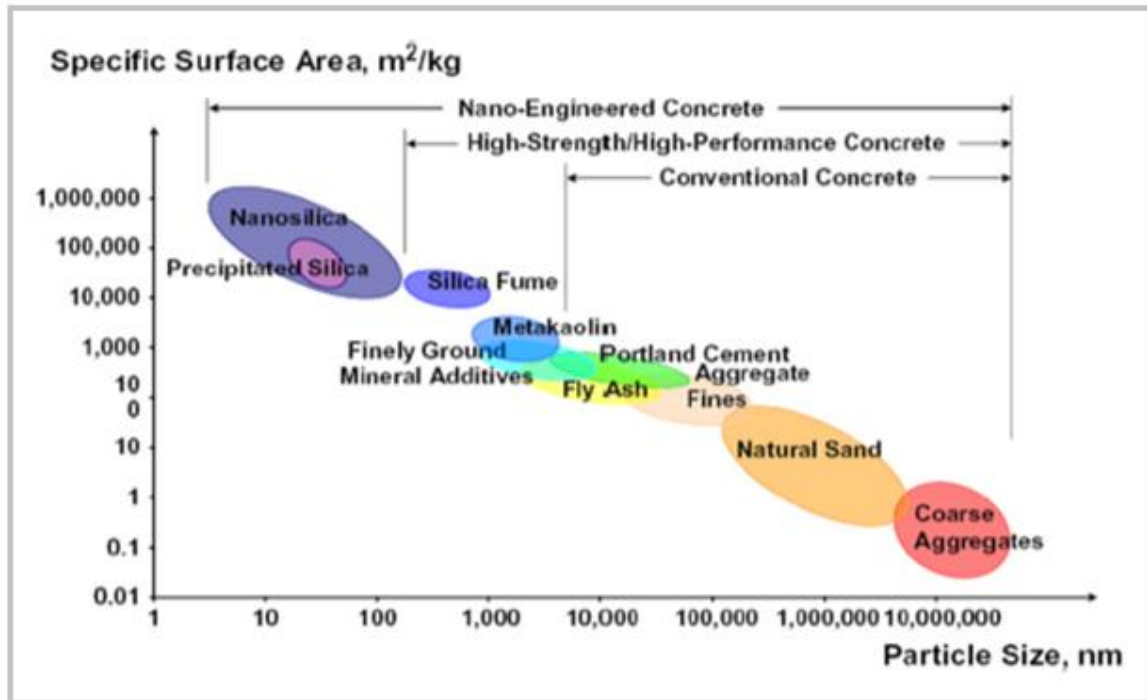 Specific Surface Area, m²/kg
Nano-Engineered Concrete
High-Strength/High-Performance Concrete
Conventional Concrete
1,000,000
100,000
10,000
1,000
10
0
10
1
0.1
0.01
Nanosilica
Precipitated Silica
Silica Fume
Metakaolin
Finely Ground
Mineral Additives
Portland Cement
Fly Ash
Aggregate
Fines
Natural Sand
Coarse
Aggregates
1 10 100 1,000 10,000 100,000 1,000,000 10,000,000
Particle Size, nm